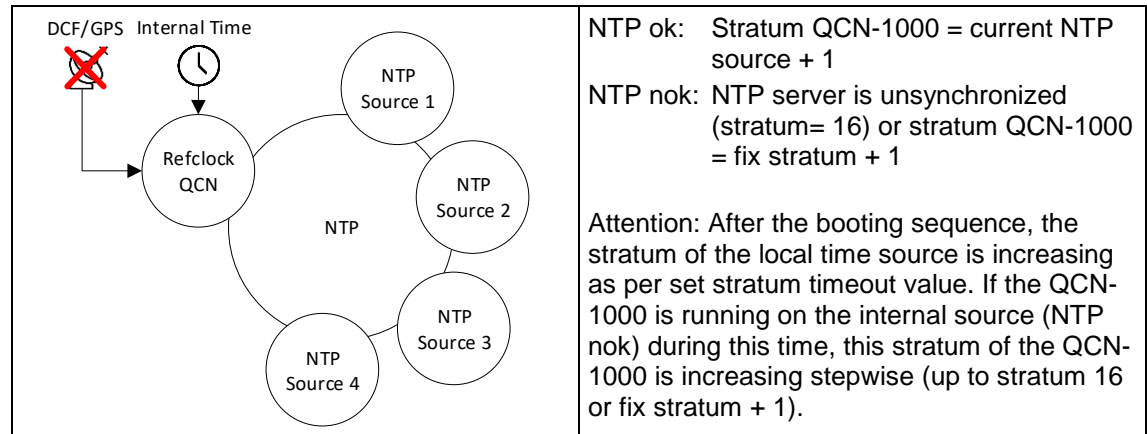 DCF/GPS Internal Time
Refclock
QCN
NTP
Source 1
NTP
Source 2
NTP
NTP
Source 3
NTP
Source 4
NTP ok: Stratum QCN-1000 = current NTP
source + 1
NTP nok: NTP server is unsynchronized
(stratum= 16) or stratum QCN-1000
= fix stratum + 1
Attention: After the booting sequence, the
stratum of the local time source is increasing
as per set stratum timeout value. If the QCN-
1000 is running on the internal source (NTP
nok) during this time, this stratum of the QCN-
1000 is increasing stepwise (up to stratum 16
or fix stratum + 1).